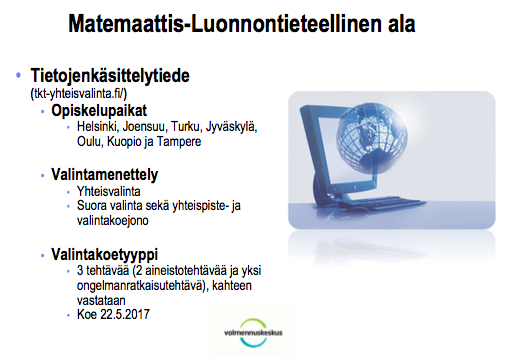 Matemaattis-Luonnontieteellinen ala
• Tietojenkäsittelytiede
(tkt-yhteisvalinta.fi/)
• Opiskelupaikat
• Helsinki, Joensuu, Turku, Jyväskylä,
Oulu, Kuopio ja Tampere
• Valintamenettely
• Yhteisvalinta
• Suora valinta sekä yhteispiste- ja
valintakoejono
• Valintakoetyyppi
• 3 tehtävää (2 aineistotehtävää ja yksi
ongelmanratkaisutehtävä), kahteen
vastataan
• Koe 22.5.2017
valmennuskeskus